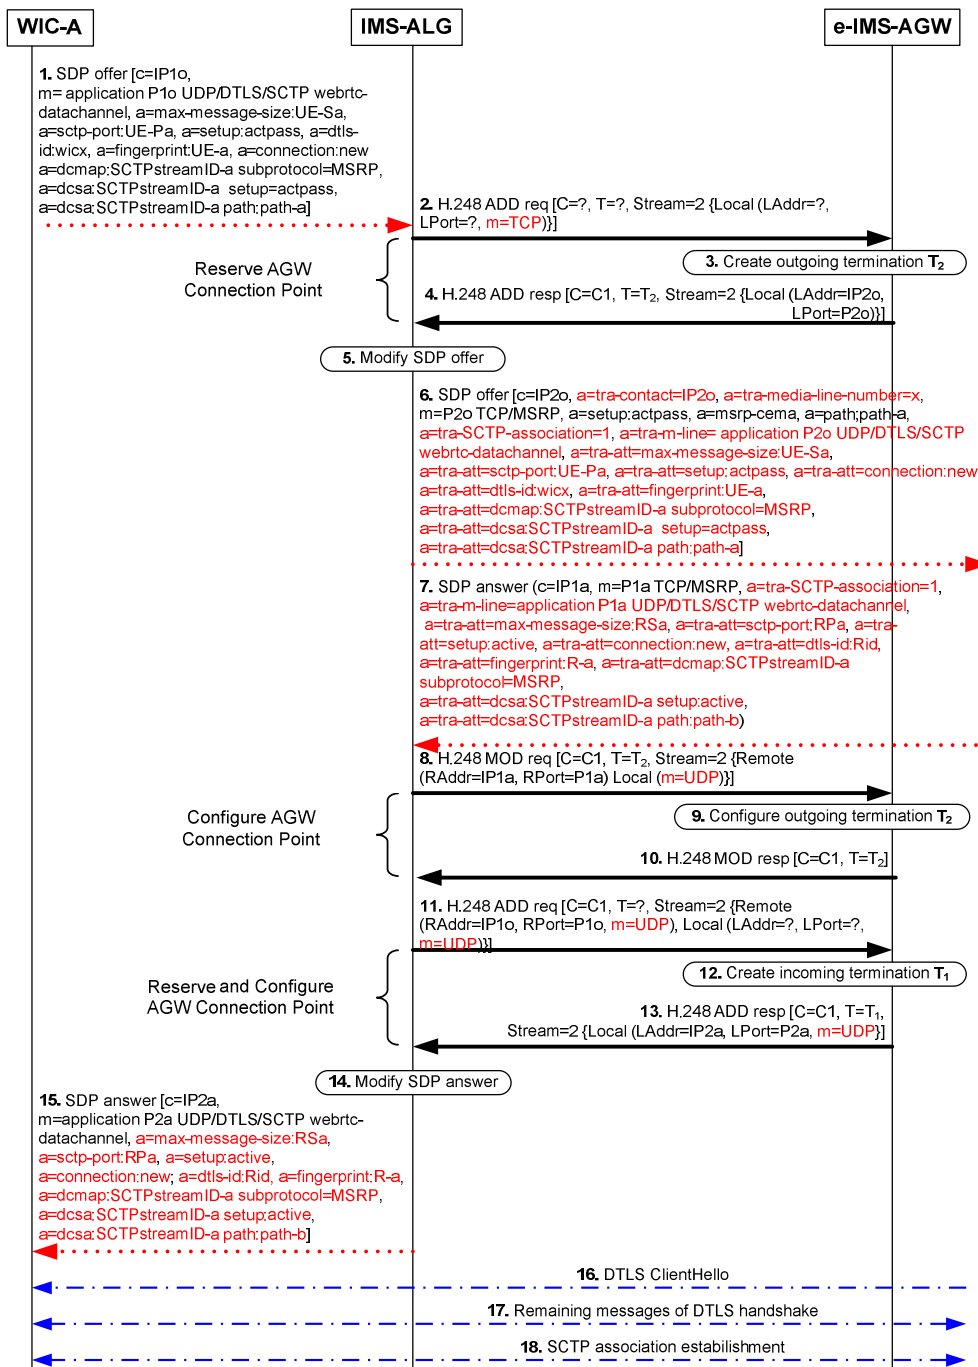 WIC-A
IMS-ALG
e-IMS-AGW
1. SDP offer [c=IP1o,
m= application P1o UDP/DTLS/SCTP webrtc-
datachannel, a=max-message-size:UE-Sa,
a=sctp-port:UE-Pa, a=setup:actpass, a=dtls-
id:wicx, a=fingerprint:UE-a, a=connection:new
a=dcmap:SCTPstreamID-a subprotocol=MSRP,
a=dcsa:SCTPstreamID-a setup=actpass,
a=dcsa:SCTPstreamID-a path:path-a]
2. H.248 ADD req [C=?, T=?, Stream=2 {Local (LAddr=?,
LPort=?, m=TCP)}]
Reserve AGW
Connection Point
3. Create outgoing termination T2
4. H.248 ADD resp [C=C1, T=T2, Stream=2 {Local (LAddr=IP2o,
LPort=P2o)}]
5. Modify SDP offer
6. SDP offer [c=IP2o, a=tra-contact=IP2o, a=tra-media-line-number=x,
m=P2o TCP/MSRP, a=setup:actpass, a=msrp-cema, a=path;path-a,
a=tra-SCTP-association=1, a=tra-m-line= application P2o UDP/DTLS/SCTP
webrtc-datachannel, a=tra-att=max-message-size:UE-Sa,
a=tra-att=sctp-port:UE-Pa, a=tra-att=setup:actpass, a=tra-att=connection:new
a=tra-att=dtls-id:wicx, a=tra-att=fingerprint:UE-a,
a=tra-att=dcmap:SCTPstreamID-a subprotocol=MSRP,
a=tra-att=dcsa:SCTPstreamID-a setup=actpass,
a=tra-att=dcsa:SCTPstreamID-a path:path-a]
7. SDP answer (c=IP1a, m=P1a TCP/MSRP, a=tra-SCTP-association=1,
a=tra-m-line=application P1a UDP/DTLS/SCTP webrtc-datachannel,
a=tra-att=max-message-size:RSa, a=tra-att=sctp-port:RPa, a=tra-
att=setup:active, a=tra-att=connection:new, a=tra-att=dtls-id:Rid,
a=tra-att=fingerprint:R-a, a=tra-att=dcmap:SCTPstreamID-a
subprotocol=MSRP,
a=tra-att=dcsa:SCTPstreamID-a setup:active,
a=tra-att=dcsa:SCTPstreamID-a path:path-b)
8. H.248 MOD req [C=C1, T=T2, Stream=2 {Remote
(RAddr=IP1a, RPort=P1a) Local (m=UDP)}]
Configure AGW
Connection Point
9. Configure outgoing termination T2
10. H.248 MOD resp [C=C1, T=T2]
11. H.248 ADD req [C=C1, T=?, Stream=2 {Remote
(RAddr=IP1o, RPort=P1o, m=UDP), Local (LAddr=?, LPort=?,
m=UDP)}]
Reserve and Configure
AGW Connection Point
12. Create incoming termination T1
13. H.248 ADD resp [C=C1, T=T1,
Stream=2 {Local (LAddr=IP2a, LPort=P2a, m=UDP}]
14. Modify SDP answer
15. SDP answer [c=IP2a,
m=application P2a UDP/DTLS/SCTP webrtc-
datachannel, a=max-message-size:RSa,
a=sctp-port:RPa, a=setup:active,
a=connection:new; a=dtls-id:Rid, a=fingerprint:R-a,
a=dcmap:SCTPstreamID-a subprotocol=MSRP,
a=dcsa:SCTPstreamID-a setup:active,
a=dcsa:SCTPstreamID-a path:path-b]
16. DTLS ClientHello
17. Remaining messages of DTLS handshake
18. SCTP association estabilishment